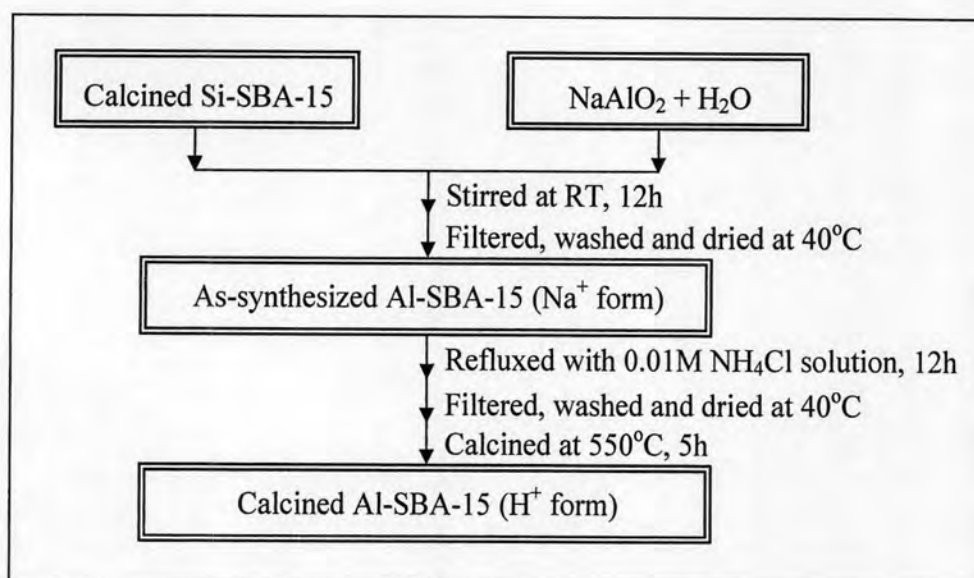 Calcined Si-SBA-15
NaAlO₂ + H₂O
Stirred at RT, 12h
Filtered, washed and dried at 40°C
As-synthesized Al-SBA-15 (Na⁺ form)
Refluxed with 0.01M NH₄Cl solution, 12h
Filtered, washed and dried at 40°C
Calcined at 550°C, 5h
Calcined Al-SBA-15 (H⁺ form)